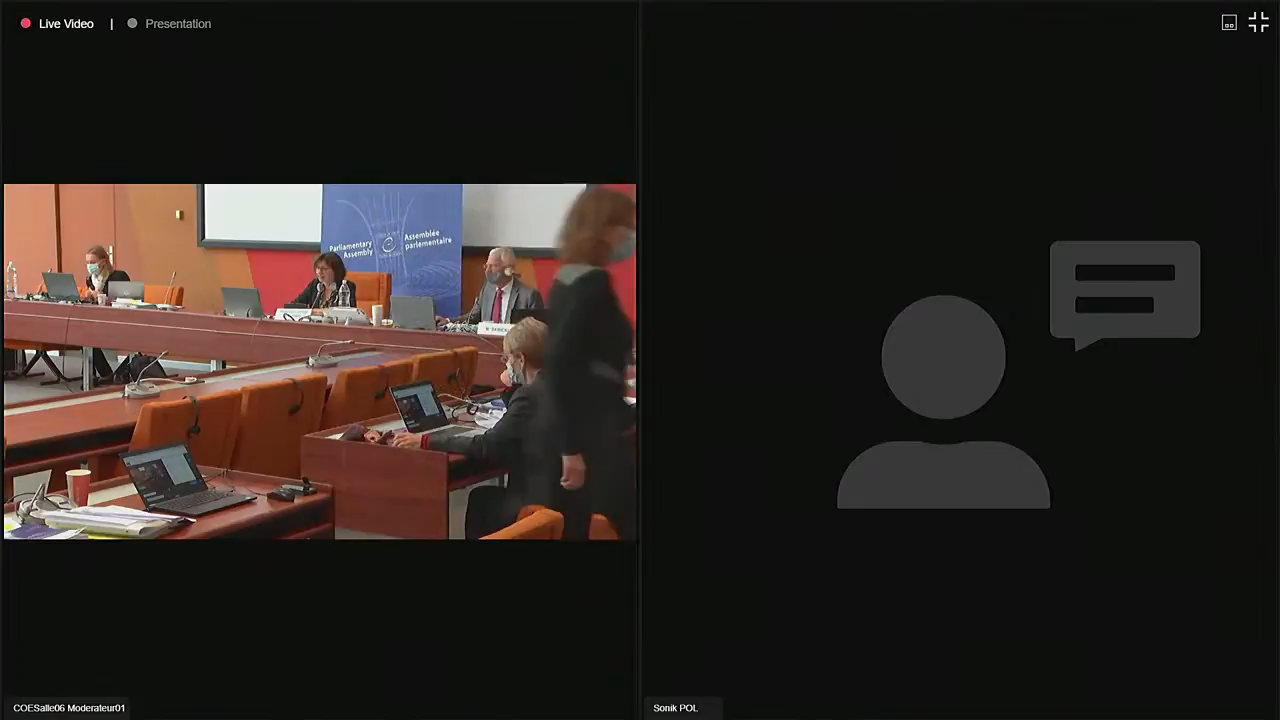 Live Video | Presentation
Parliamentary
Assembly
Assemblée
parlementaire
COESalle06 Moderateur01
Sonik POL